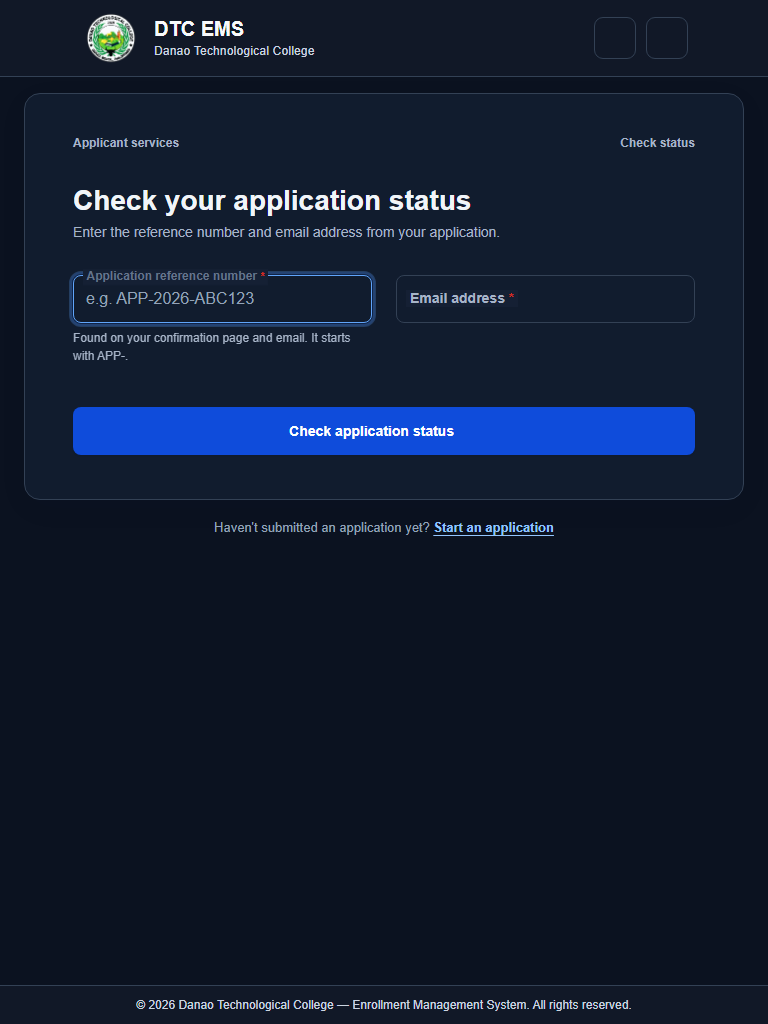 DTC EMS
Danao Technological College
Applicant services
Check status
Check your application status
Enter the reference number and email address from your application.
Application reference number *
e.g. APP-2026-ABC123
Email address *
Found on your confirmation page and email. It starts
with APP-.
Check application status
Haven't submitted an application yet? Start an application
© 2026 Danao Technological College — Enrollment Management System. All rights reserved.